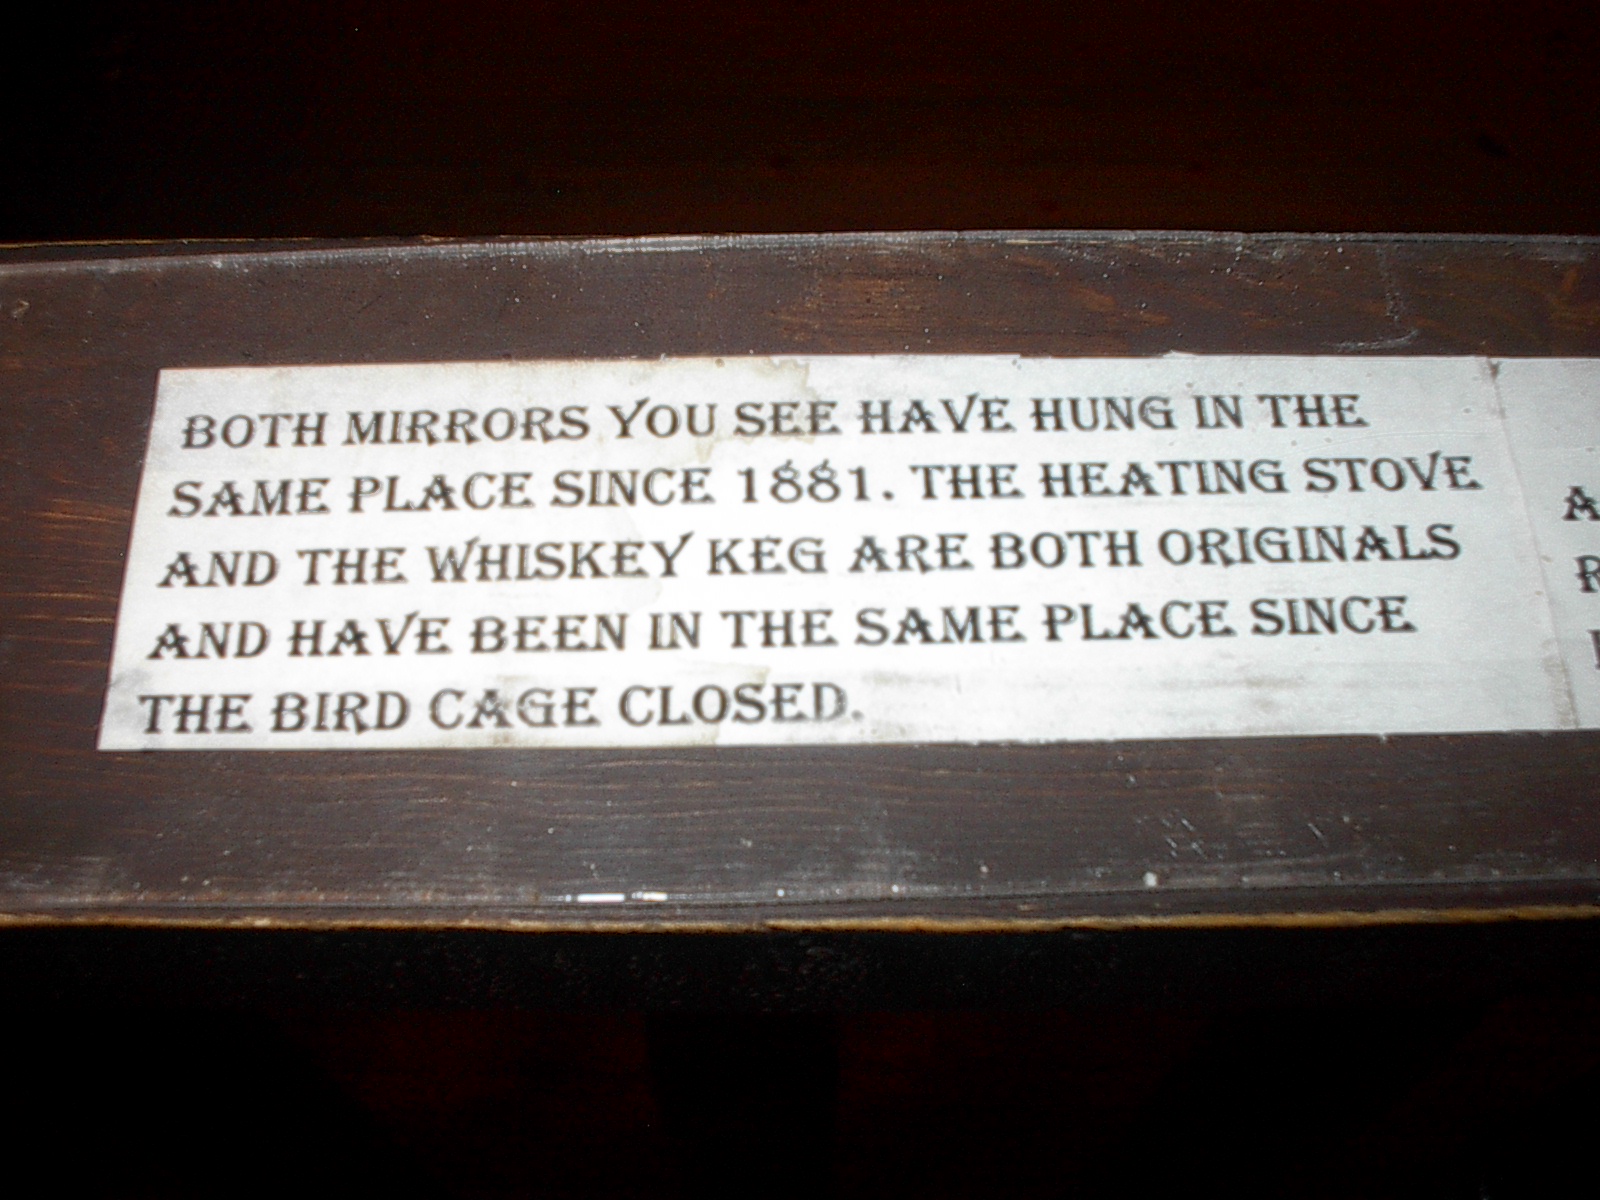 BOTH MIRRORS YOU SEE HAVE HUNG IN THE
SAME PLACE SINCE 1881. THE HEATING STOVE
AND THE WHISKEY KEG ARE BOTH ORIGINALS
AND HAVE BEEN IN THE SAME PLACE SINCE
THE BIRD CAGE CLOSED.